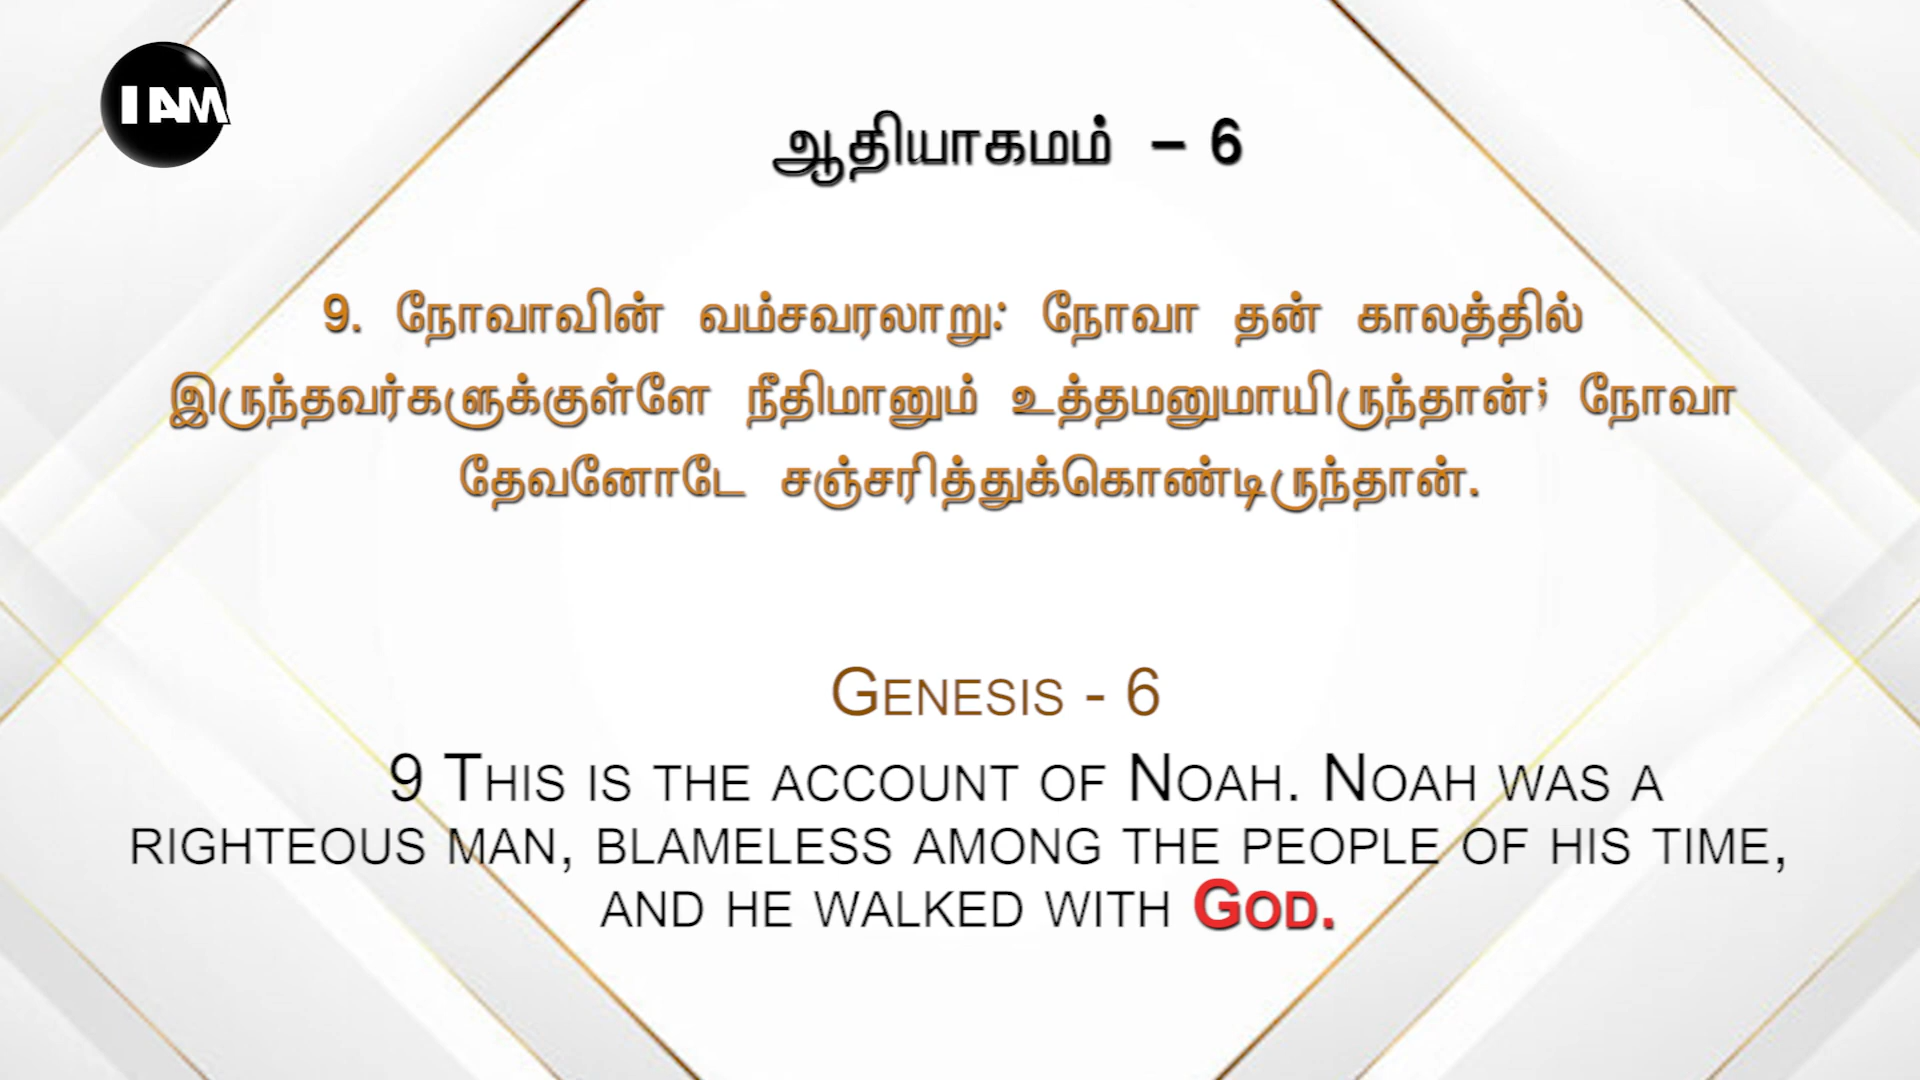 I AM
ஆதியாகமம் – 6
9. நோவாவின் வம்சவரலாறு: நோவா தன் காலத்தில்
இருந்தவர்களுக்குள்ளே நீதிமானும் உத்தமனுமாயிருந்தான்; நோவா
தேவனோடே சஞ்சரித்துக்கொண்டிருந்தான்.
GENESIS - 6
9 THIS IS THE ACCOUNT OF NOAH. NOAH WAS A
RIGHTEOUS MAN, BLAMELESS AMONG THE PEOPLE OF HIS TIME,
AND HE WALKED WITH GOD.